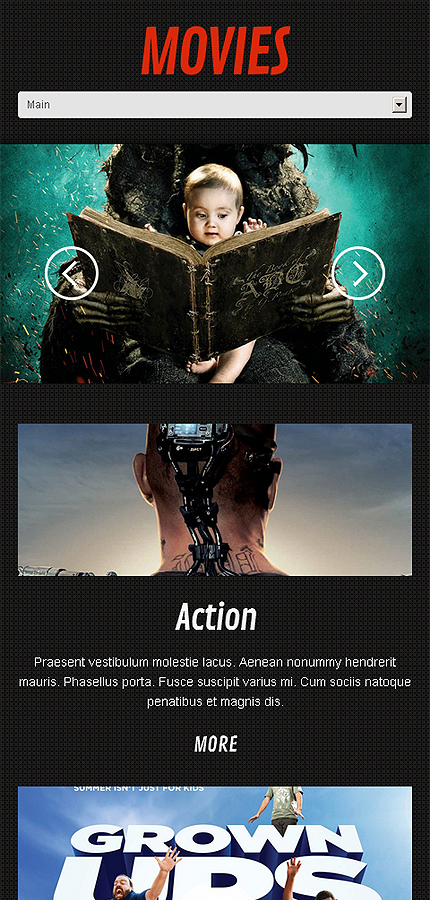 MOVIES
Main
Action
Praesent vestibulum molestie lacus. Aenean nonummy hendrerit
mauris. Phasellus porta. Fusce suscipit varius mi. Cum sociis natoque
penatibus et magnis dis.
MORE
SUMMER ISN'T JUST FOR KIDS
GROWN
UPS